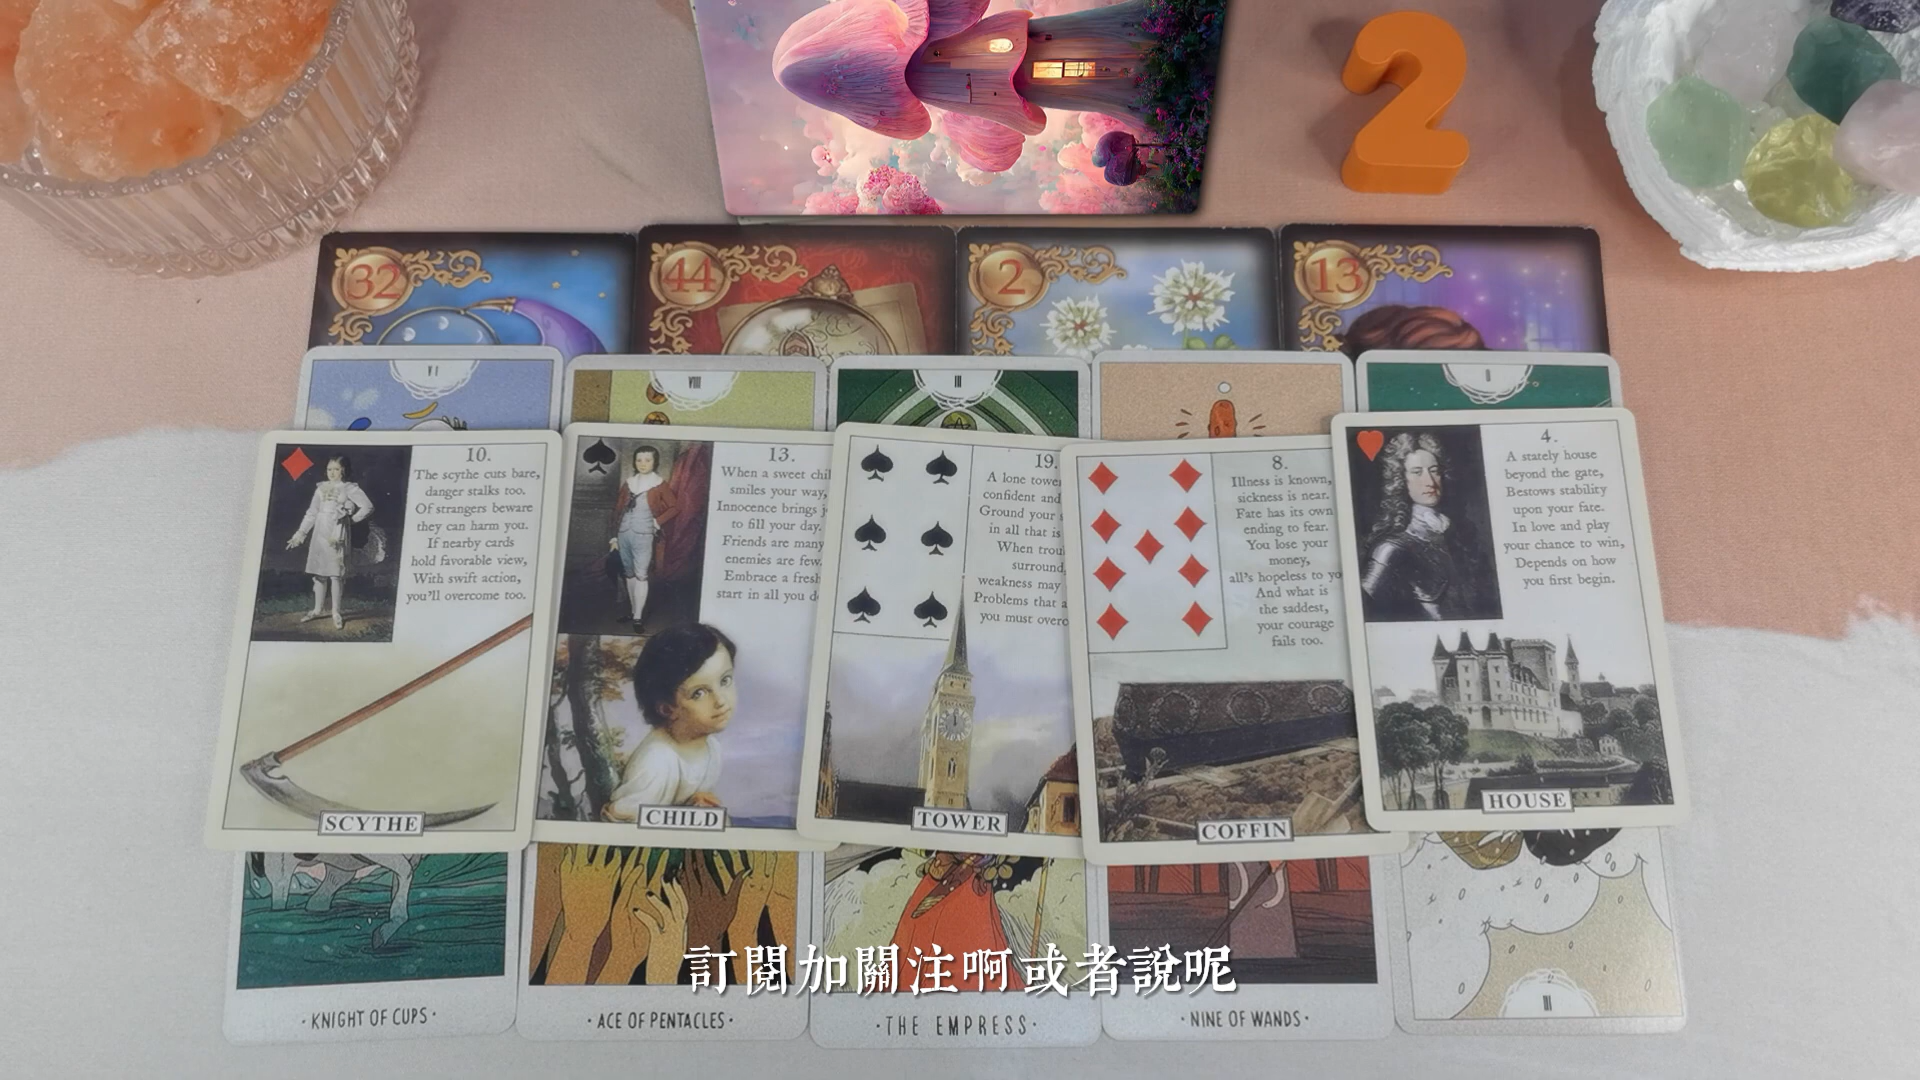 2
32
44
2
13
VI
VIII
III
II
10.
The scythe cuts bare,
danger stalks too.
Of strangers beware
they can harm you.
If nearby cards
hold favorable view,
With swift action,
you'll overcome too.
SCYTHE
13.
When a sweet chil
smiles your way,
Innocence brings j
to fill your day.
Friends are many
enemies are few.
Embrace a fresh
start in all you d
CHILD
19.
A lone towe
confident and
Ground your s
in all that is
When trou
surround,
weakness may
Problems that a
you must overc
TOWER
8.
Illness is known,
sickness is near.
Fate has its own
ending to fear.
You lose your
money,
all's hopeless to yo
And what is
the saddest,
your courage
fails too.
COFFIN
4.
A stately house
beyond the gate,
Bestows stability
upon your fate.
In love and play
your chance to win,
Depends on how
you first begin.
HOUSE
訂閱加關注啊或者說呢
·KNIGHT OF CUPS·
·ACE OF PENTACLES·
·THE EMPRESS·
·NINE OF WANDS·
III